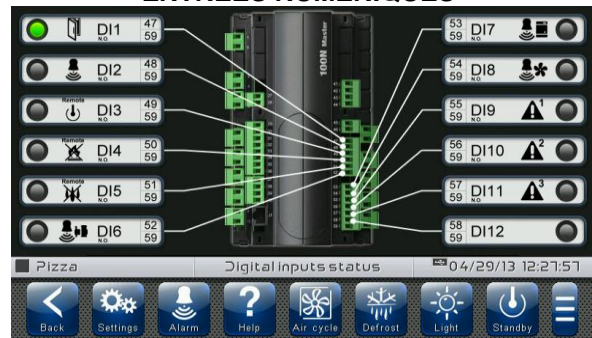 DI1 N.O. 47 59
DI2 N.O. 48 59
Remote DI3 N.O. 49 59
Remote DI4 N.O. 50 59
Remote DI5 N.O. 51 59
DI6 N.O. 52 59
100N Master
53 59 DI7 N.O.
54 59 DI8 N.O.
55 59 DI9 N.O. 1
56 59 DI10 N.O. 2
57 59 DI11 N.O. 3
58 59 DI12
Pizza Digital inputs status 04/29/13 12:27:57
Back Settings Alarm Help Air cycle Defrost Light Standby